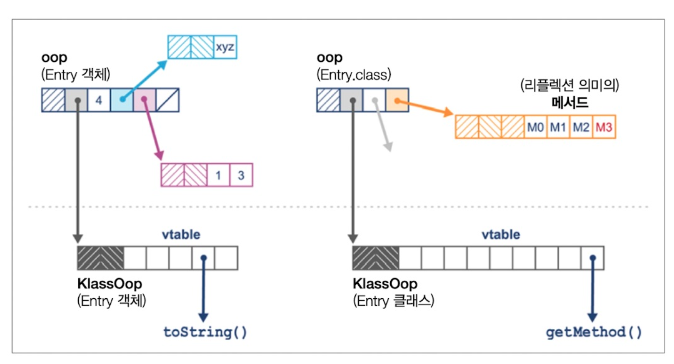 xyz
oop
(Entry 객체)
4
1 3
oop
(Entry.class)
(리플렉션 의미의)
메서드
M0 M1 M2 M3
vtable
KlassOop
(Entry 객체)
toString()
vtable
KlassOop
(Entry 클래스)
getMethod()